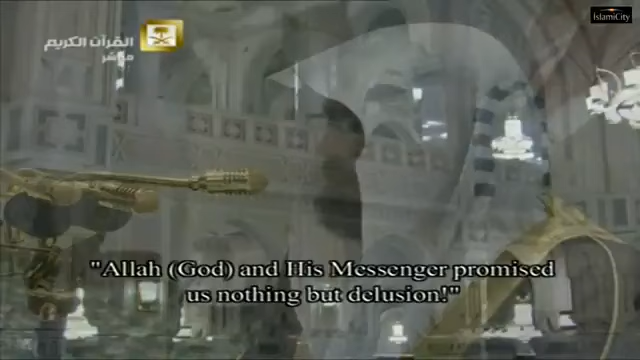 القرآن الكريم
مباشر
IslamiCity
"Allah (God) and His Messenger promised
us nothing but delusion!"